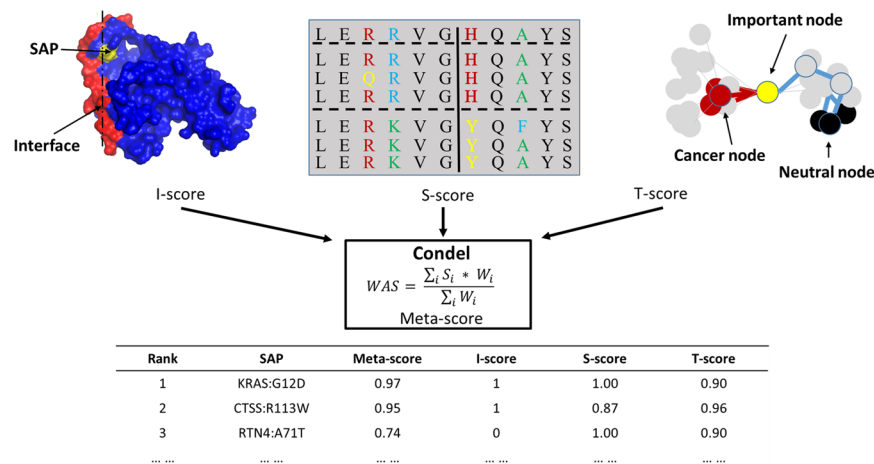 SAP
Interface
L E R R V G H Q A Y S
L E R R V G H Q A Y S
L E Q R V G H Q A Y S
L E R R V G H Q A Y S
L E R K V G Y Q F Y S
L E R K V G Y Q A Y S
L E R K V G Y Q A Y S
Important node
Cancer node
Neutral node
I-score
S-score
T-score
Condel
WAS = ∑i Si * Wi / ∑i Wi
Meta-score
Rank SAP Meta-score I-score S-score T-score
1 KRAS:G12D 0.97 1 1.00 0.90
2 CTSS:R113W 0.95 1 0.87 0.96
3 RTN4:A71T 0.74 0 1.00 0.90
... ... ... ... ... ... ... ... ... ... ... ...